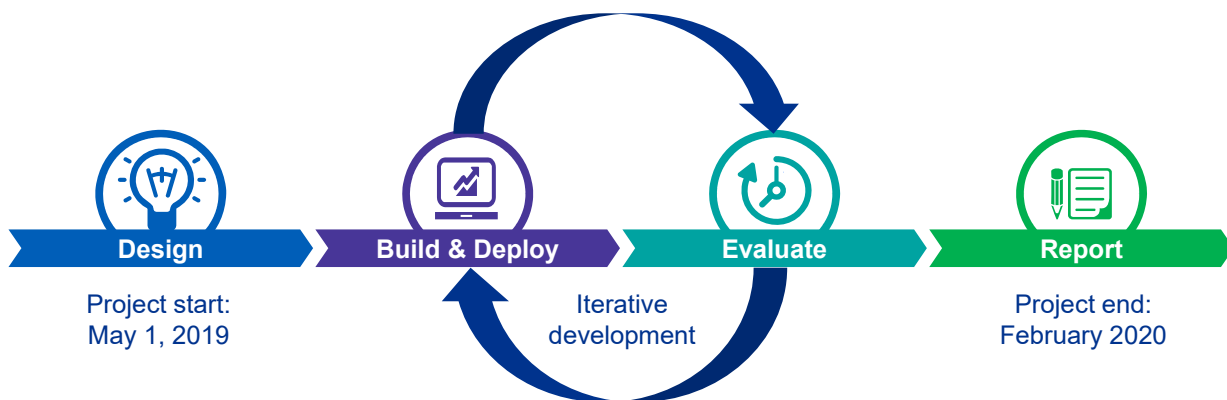 Design
Build & Deploy
Evaluate
Report
Project start:
May 1, 2019
Iterative
development
Project end:
February 2020